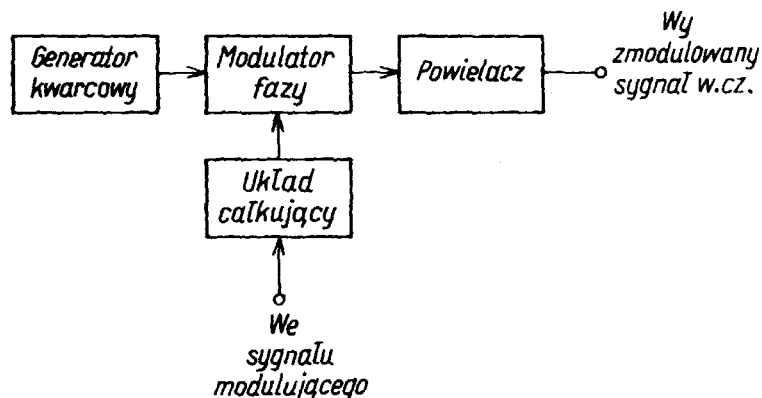 Generator
kwarcowy
Modulator
fazy
Powielacz
Wy
zmodulowany
sygnał w.cz.
Układ
całkujący
We
sygnału
modulującego